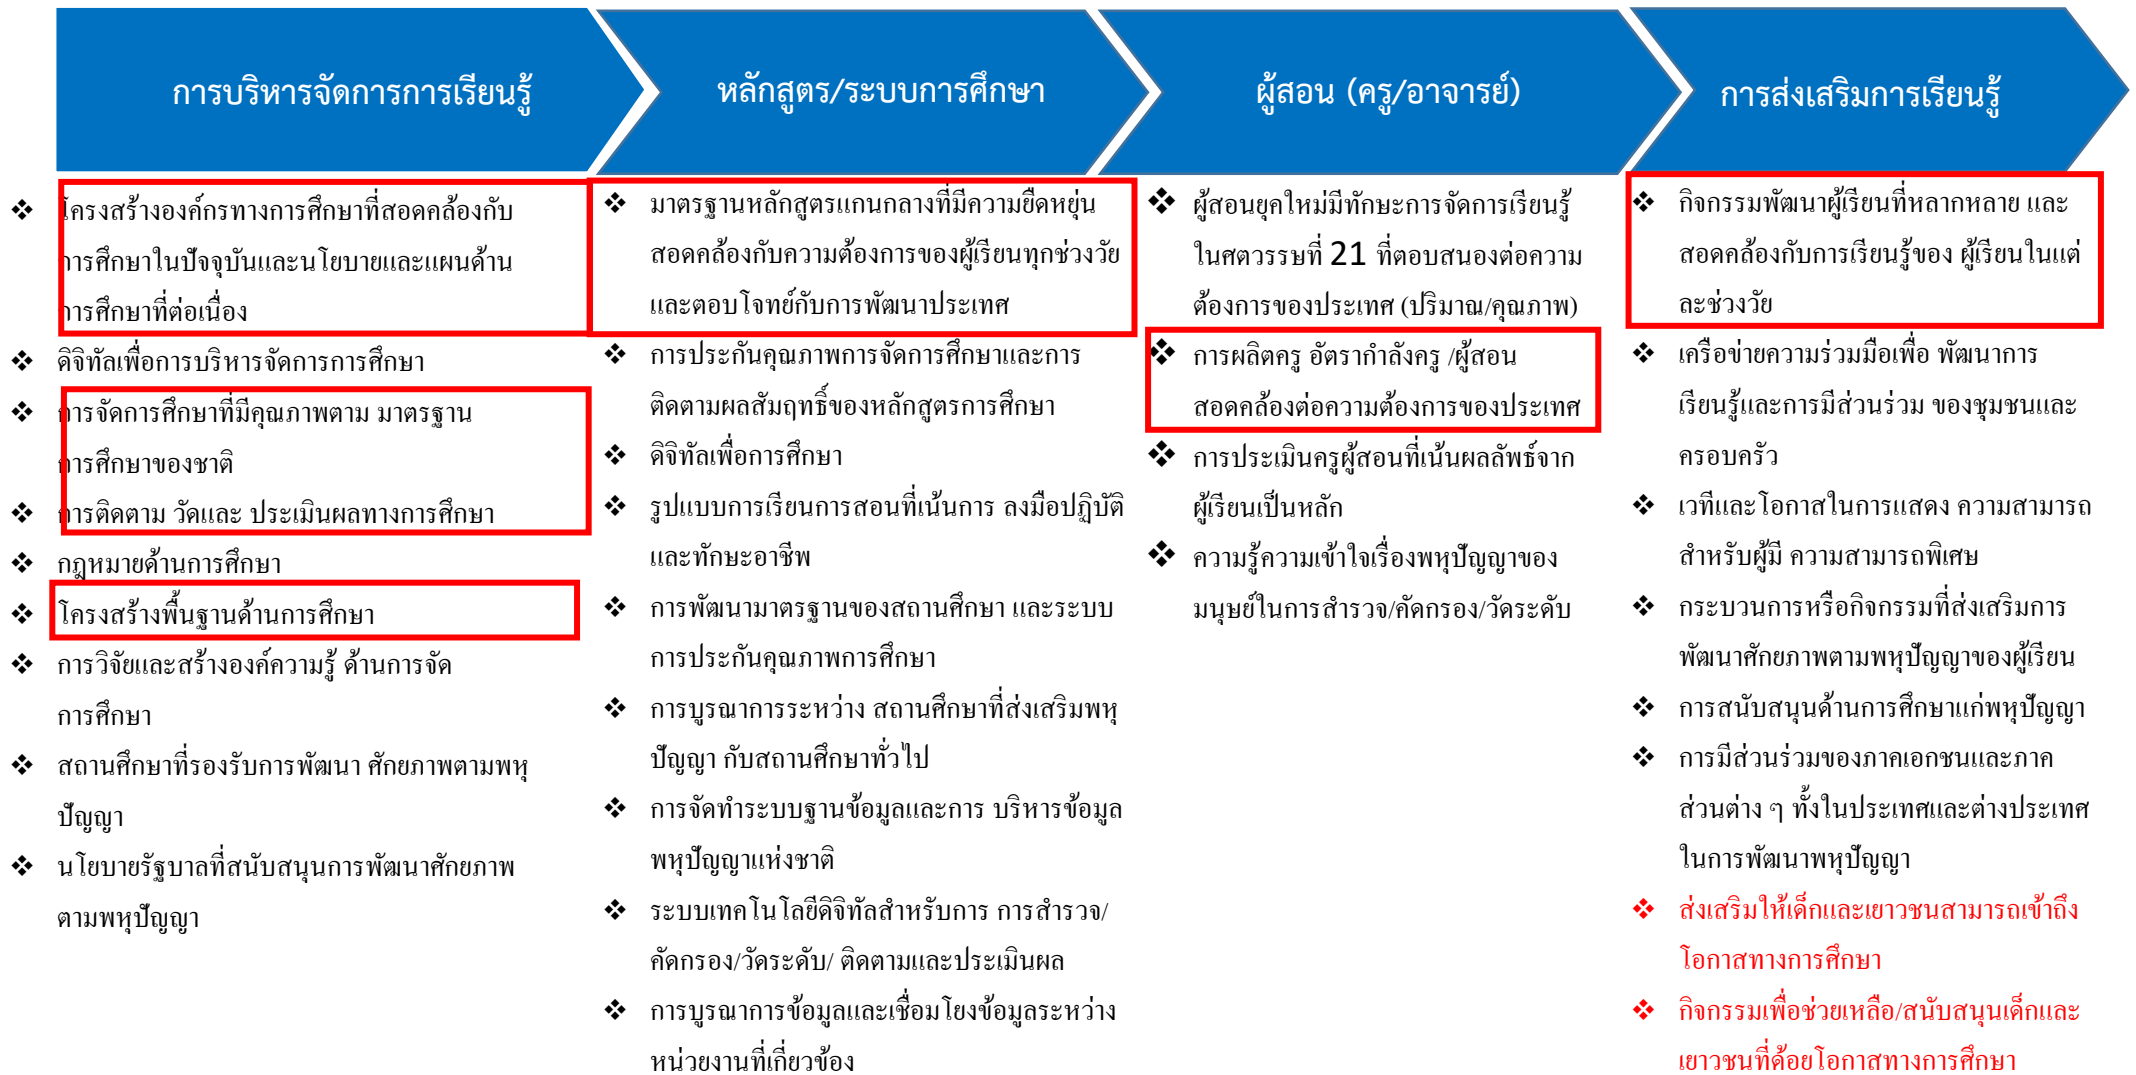 การบริหารจัดการการเรียนรู้
หลักสูตร/ระบบการศึกษา
ผู้สอน (ครู/อาจารย์)
การส่งเสริมการเรียนรู้
❖ โครงสร้างองค์กรทางการศึกษาที่สอดคล้องกับ
การศึกษาในปัจจุบันและนโยบายและแผนด้าน
การศึกษาที่ต่อเนื่อง
❖ ดิจิทัลเพื่อการบริหารจัดการการศึกษา
❖ การจัดการศึกษาที่มีคุณภาพตาม มาตรฐาน
การศึกษาของชาติ
❖ การติดตาม วัดและ ประเมินผลทางการศึกษา
❖ กฎหมายด้านการศึกษา
❖ โครงสร้างพื้นฐานด้านการศึกษา
❖ การวิจัยและสร้างองค์ความรู้ ด้านการจัด
การศึกษา
❖ สถานศึกษาที่รองรับการพัฒนา ศักยภาพตามพหุ
ปัญญา
❖ นโยบายรัฐบาลที่สนับสนุนการพัฒนาศักยภาพ
ตามพหุปัญญา
❖ มาตรฐานหลักสูตรแกนกลางที่มีความยืดหยุ่น
สอดคล้องกับความต้องการของผู้เรียนทุกช่วงวัย
และตอบโจทย์กับการพัฒนาประเทศ
❖ การประกันคุณภาพการจัดการศึกษาและการ
ติดตามผลสัมฤทธิ์ของหลักสูตรการศึกษา
❖ ดิจิทัลเพื่อการศึกษา
❖ รูปแบบการเรียนการสอนที่เน้นการ ลงมือปฏิบัติ
และทักษะอาชีพ
❖ การพัฒนามาตรฐานของสถานศึกษา และระบบ
การประกันคุณภาพการศึกษา
❖ การบูรณาการระหว่าง สถานศึกษาที่ส่งเสริมพหุ
ปัญญา กับสถานศึกษาทั่วไป
❖ การจัดทำระบบฐานข้อมูลและการ บริหารข้อมูล
พหุปัญญาแห่งชาติ
❖ ระบบเทคโนโลยีดิจิทัลสำหรับการ การสำรวจ/
คัดกรอง/วัดระดับ/ ติดตามและประเมินผล
❖ การบูรณาการข้อมูลและเชื่อมโยงข้อมูลระหว่าง
หน่วยงานที่เกี่ยวข้อง
❖ ผู้สอนยุคใหม่มีทักษะการจัดการเรียนรู้
ในศตวรรษที่ 21 ที่ตอบสนองต่อความ
ต้องการของประเทศ (ปริมาณ/คุณภาพ)
❖ การผลิตครู อัตรากำลังครู /ผู้สอน
สอดคล้องต่อความต้องการของประเทศ
❖ การประเมินครูผู้สอนที่เน้นผลลัพธ์จาก
ผู้เรียนเป็นหลัก
❖ ความรู้ความเข้าใจเรื่องพหุปัญญาของ
มนุษย์ในการสำรวจ/คัดกรอง/วัดระดับ
❖ กิจกรรมพัฒนาผู้เรียนที่หลากหลาย และ
สอดคล้องกับการเรียนรู้ของ ผู้เรียนในแต่
ละช่วงวัย
❖ เครือข่ายความร่วมมือเพื่อ พัฒนาการ
เรียนรู้และการมีส่วนร่วม ของชุมชนและ
ครอบครัว
❖ เวทีและโอกาสในการแสดง ความสามารถ
สำหรับผู้มี ความสามารถพิเศษ
❖ กระบวนการหรือกิจกรรมที่ส่งเสริมการ
พัฒนาศักยภาพตามพหุปัญญาของผู้เรียน
❖ การสนับสนุนด้านการศึกษาแก่พหุปัญญา
❖ การมีส่วนร่วมของภาคเอกชนและภาค
ส่วนต่าง ๆ ทั้งในประเทศและต่างประเทศ
ในการพัฒนาพหุปัญญา
❖ ส่งเสริมให้เด็กและเยาวชนสามารถเข้าถึง
โอกาสทางการศึกษา
❖ กิจกรรมเพื่อช่วยเหลือ/สนับสนุนเด็กและ
เยาวชนที่ด้อยโอกาสทางการศึกษา